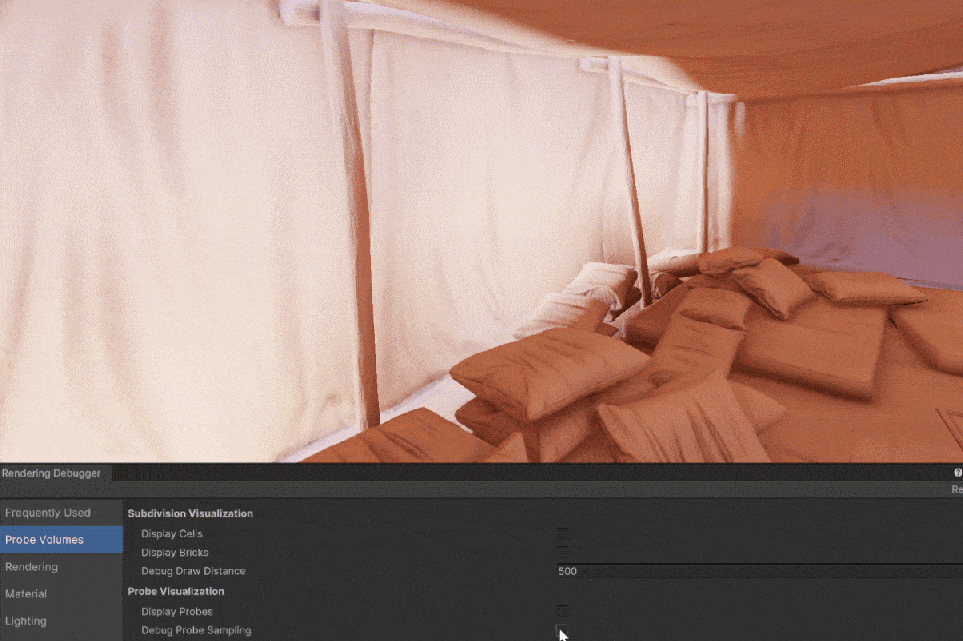 Rendering Debugger
Re
Frequently Used
Subdivision Visualization
Probe Volumes
Display Cells
Display Bricks
Rendering
Debug Draw Distance
500
Material
Probe Visualization
Display Probes
Lighting
Debug Probe Sampling